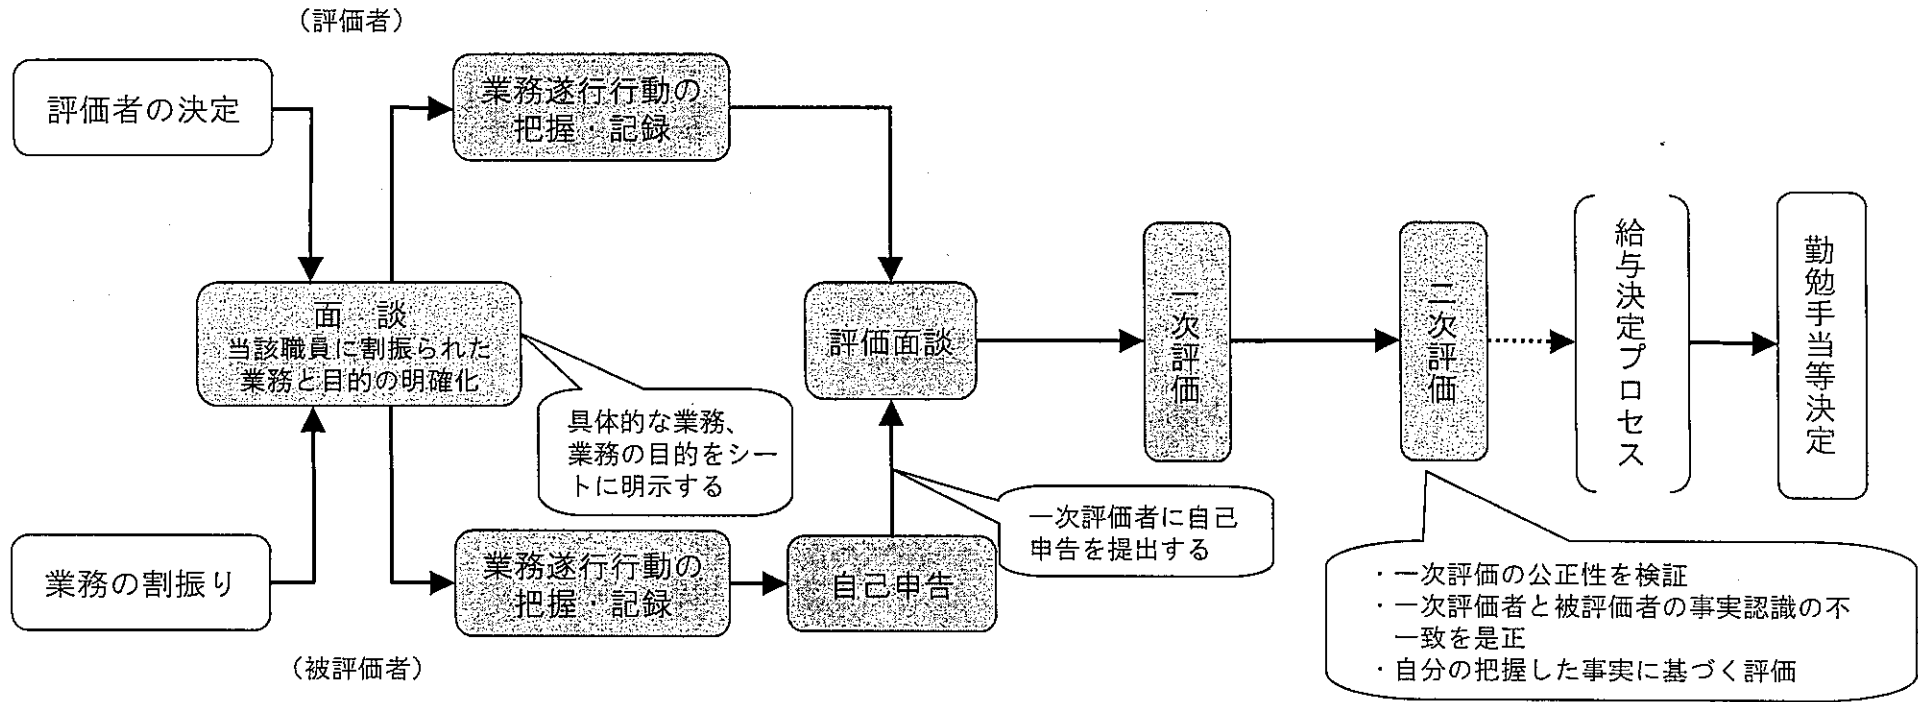 （評価者）
評価者の決定
業務遂行行動の
把握・記録
面　談
当該職員に割振られた
業務と目的の明確化
具体的な業務、
業務の目的をシー
トに明示する
業務の割振り
業務遂行行動の
把握・記録
（被評価者）
自己申告
一次評価者に自己
申告を提出する
評価面談
一次評価
二次評価
・一次評価の公正性を検証
・一次評価者と被評価者の事実認識の不
一致を是正
・自分の把握した事実に基づく評価
給与決定プロセス
勤勉手当等決定